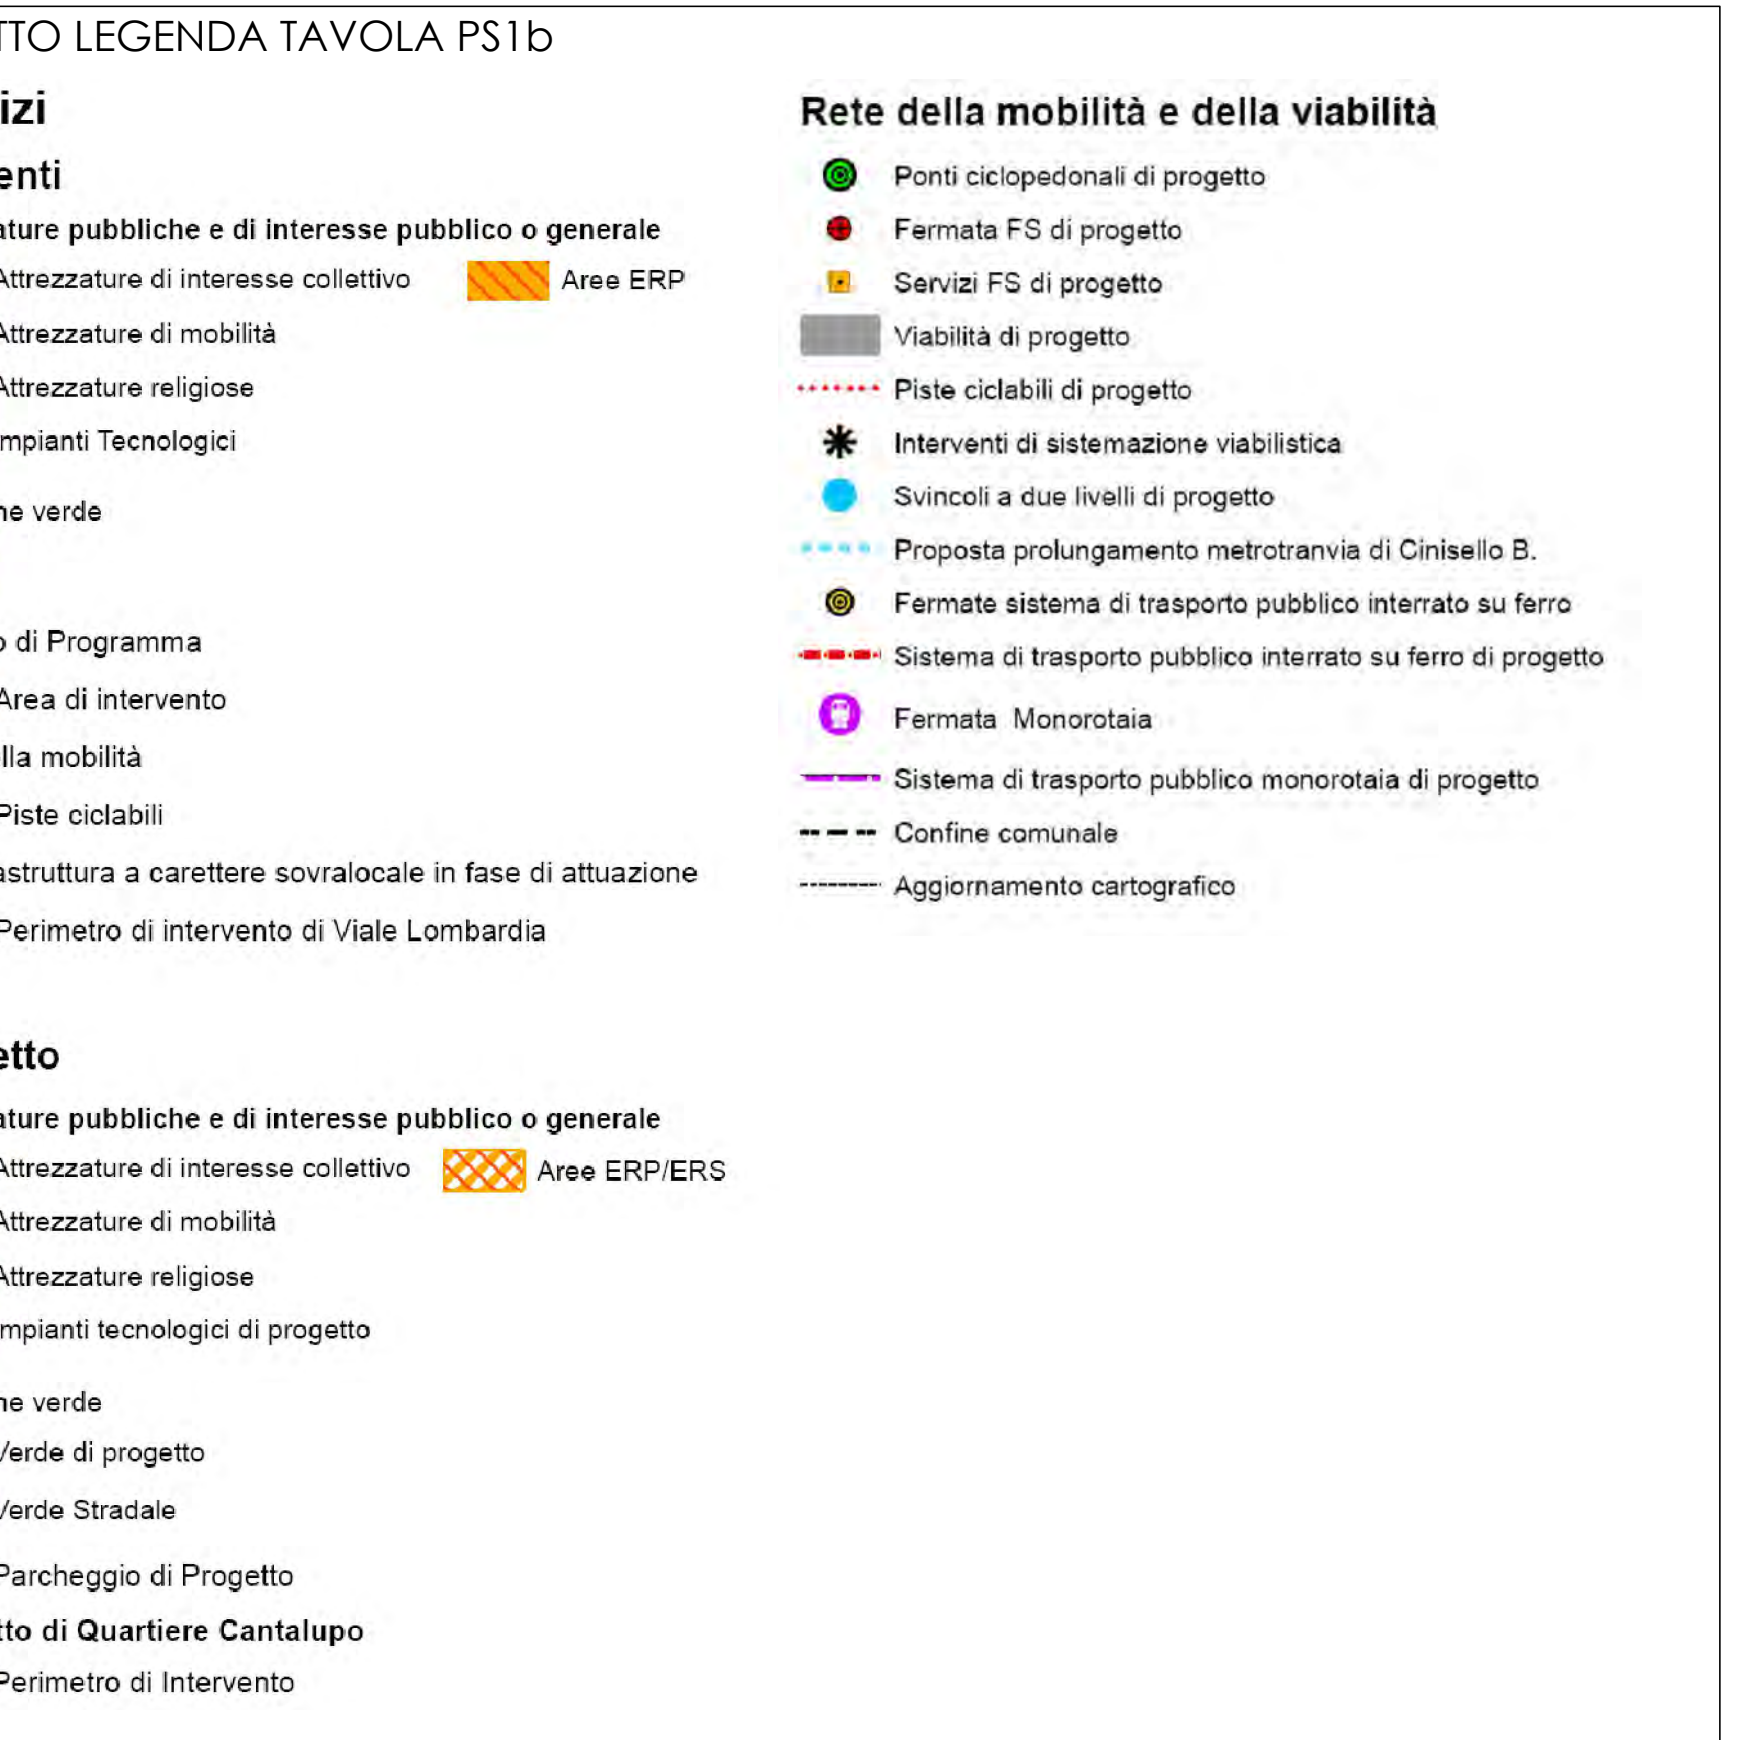 TTO LEGENDA TAVOLA PS1b
izi
enti
ature pubbliche e di interesse pubblico o generale
Attrezzature di interesse collettivo
Aree ERP
Attrezzature di mobilità
Attrezzature religiose
mpianti Tecnologici
ne verde
o di Programma
Area di intervento
lla mobilità
Piste ciclabili
astruttura a carettere sovralocale in fase di attuazione
Perimetro di intervento di Viale Lombardia
etto
ature pubbliche e di interesse pubblico o generale
Attrezzature di interesse collettivo
Aree ERP/ERS
Attrezzature di mobilità
Attrezzature religiose
mpianti tecnologici di progetto
ne verde
Verde di progetto
Verde Stradale
Parcheggio di Progetto
tto di Quartiere Cantalupo
Perimetro di Intervento
Rete della mobilità e della viabilità
Ponti ciclopedonali di progetto
Fermata FS di progetto
Servizi FS di progetto
Viabilità di progetto
Piste ciclabili di progetto
Interventi di sistemazione viabilistica
Svincoli a due livelli di progetto
Proposta prolungamento metrotranvia di Cinisello B.
Fermate sistema di trasporto pubblico interrato su ferro
Sistema di trasporto pubblico interrato su ferro di progetto
Fermata Monorotaia
Sistema di trasporto pubblico monorotaia di progetto
Confine comunale
Aggiornamento cartografico